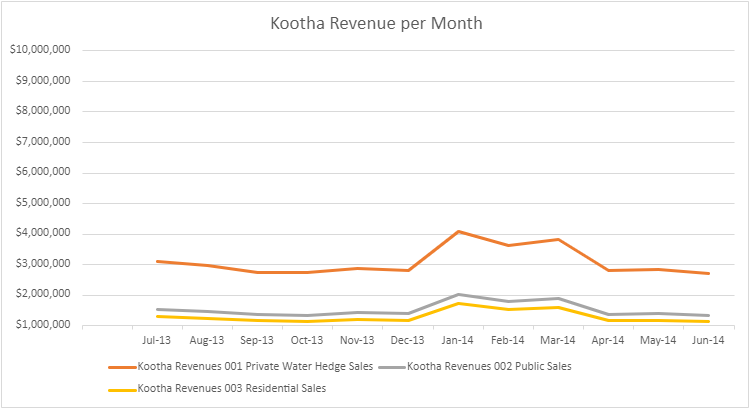 Kootha Revenue per Month
$10,000,000
$9,000,000
$8,000,000
$7,000,000
$6,000,000
$5,000,000
$4,000,000
$3,000,000
$2,000,000
$1,000,000
Jul-13 Aug-13 Sep-13 Oct-13 Nov-13 Dec-13 Jan-14 Feb-14 Mar-14 Apr-14 May-14 Jun-14
Kootha Revenues 001 Private Water Hedge Sales Kootha Revenues 002 Public Sales
Kootha Revenues 003 Residential Sales